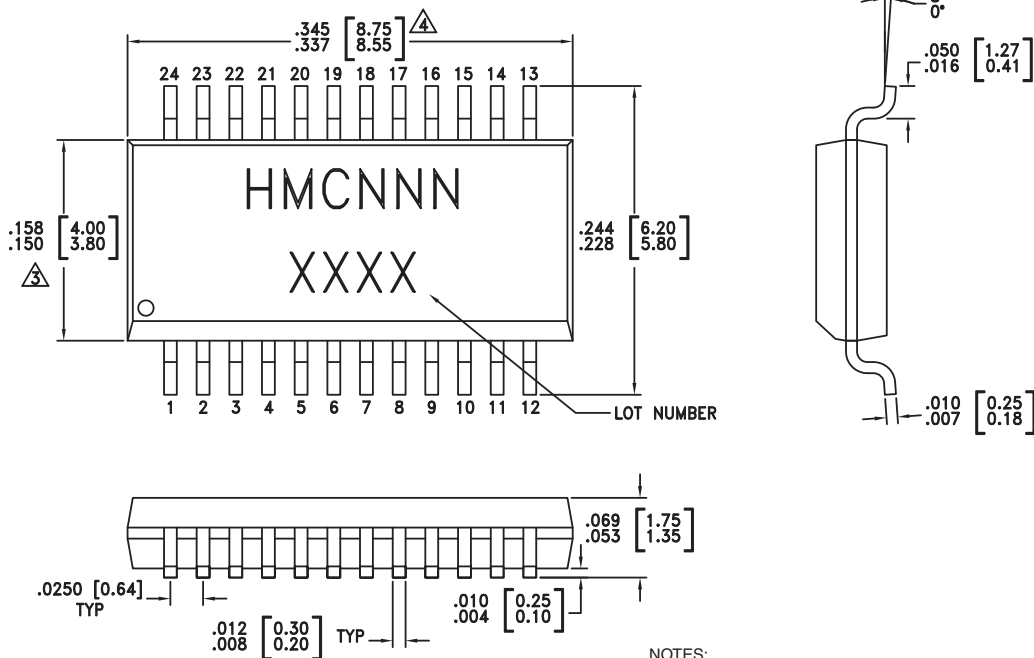 .345 [8.75] 4
.337 [8.55]
24 23 22 21 20 19 18 17 16 15 14 13
HMCNNN
XXXX
.158 [4.00]
.150 [3.80]
3
.244 [6.20]
.228 [5.80]
1 2 3 4 5 6 7 8 9 10 11 12
LOT NUMBER
0°
.050 [1.27]
.016 [0.41]
.010 [0.25]
.007 [0.18]
.069 [1.75]
.053 [1.35]
.0250 [0.64]
TYP
.012 [0.30] TYP
.008 [0.20]
.010 [0.25]
.004 [0.10]
NOTES: